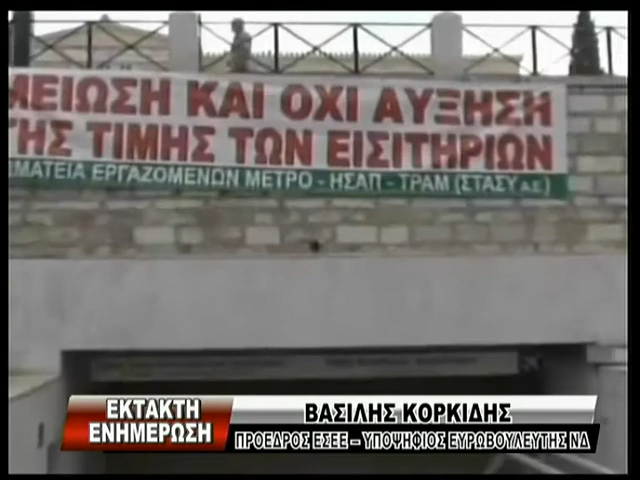 ΜΕΙΩΣΗ ΚΑΙ ΟΧΙ ΑΥΞΗΣΗ
ΤΗΣ ΤΙΜΗΣ ΤΩΝ ΕΙΣΙΤΗΡΙΩΝ
ΣΩΜΑΤΕΙΑ ΕΡΓΑΖΟΜΕΝΩΝ ΜΕΤΡΟ - ΗΣΑΠ - ΤΡΑΜ (ΣΤΑΣΥ Α.Ε.)
ΕΚΤΑΚΤΗ
ΕΝΗΜΕΡΩΣΗ
ΒΑΣΙΛΗΣ ΚΟΡΚΙΔΗΣ
ΠΡΟΕΔΡΟΣ ΕΣΕΕ – ΥΠΟΨΗΦΙΟΣ ΕΥΡΩΒΟΥΛΕΥΤΗΣ ΝΔ